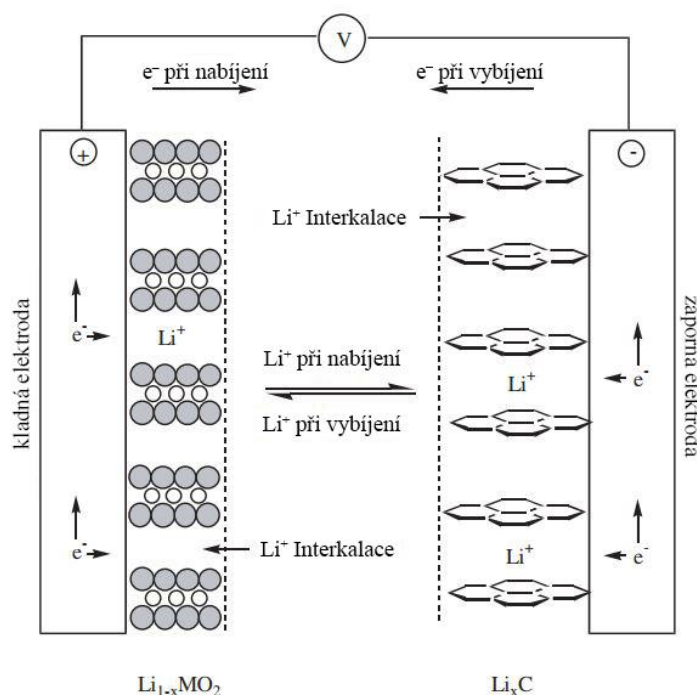 V
e⁻ při nabíjení
e⁻ při vybíjení
+
-
Li⁺ Interkalace
kladná elektroda
zaporna elektroda
e⁻
Li⁺
Li⁺ při nabíjení
Li⁺ při vybíjení
Li⁺
e⁻
e⁻
Li⁺ Interkalace
Li⁺
e⁻
Li₁₋ₓMO₂
LiₓC